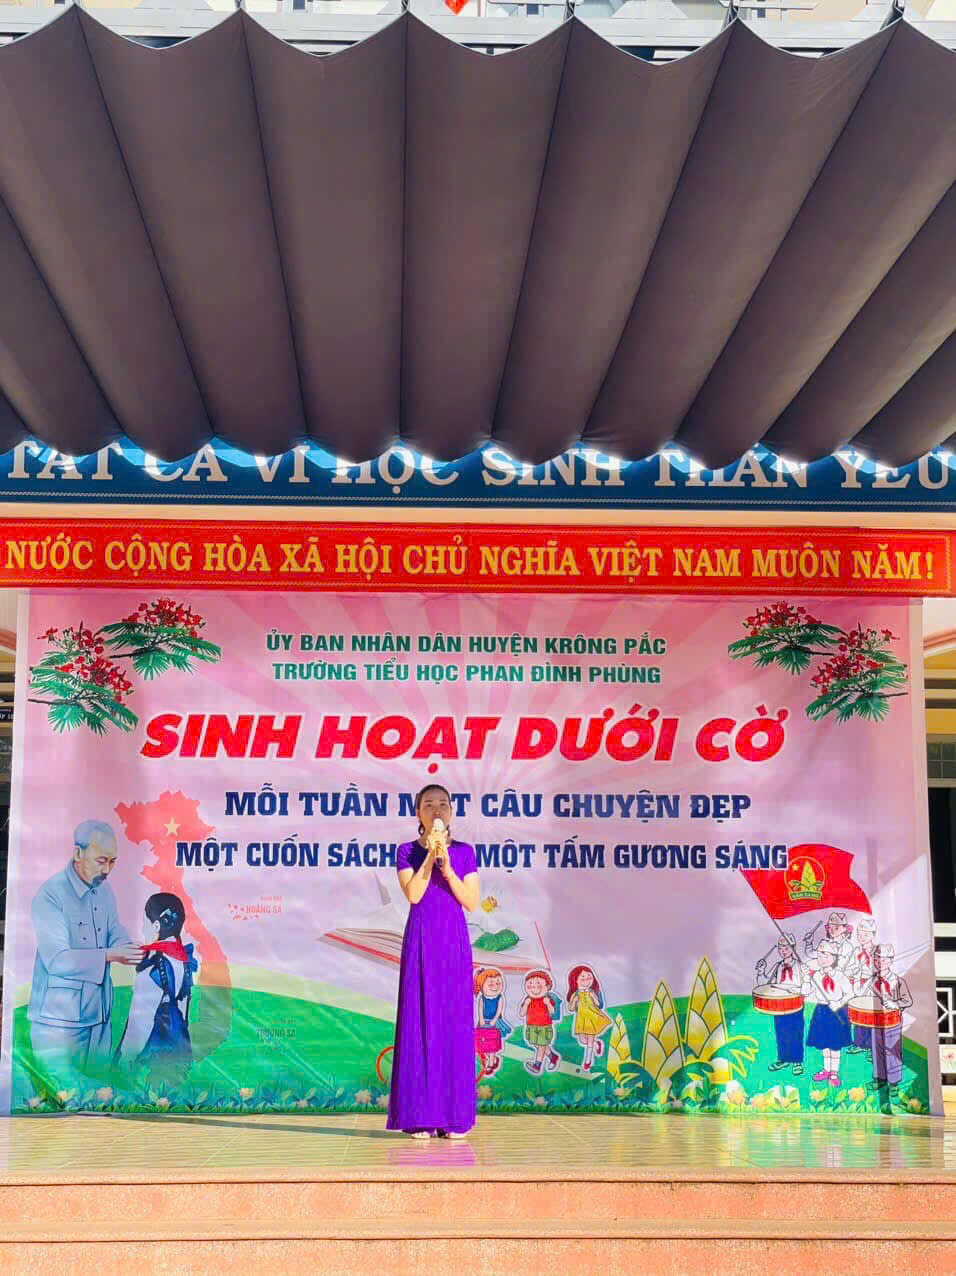 TẤT CẢ VÌ HỌC SINH THÂN YÊU
NƯỚC CỘNG HÒA XÃ HỘI CHỦ NGHĨA VIỆT NAM MUÔN NĂM!
ỦY BAN NHÂN DÂN HUYỆN KRÔNG PẮC
TRƯỜNG TIỂU HỌC PHAN ĐÌNH PHÙNG
SINH HOẠT DƯỚI CỜ
MỖI TUẦN MỘT CÂU CHUYỆN ĐẸP
MỘT CUỐN SÁCH MỘT TẤM GƯƠNG SÁNG
HOÀNG SA
TRƯỜNG SA